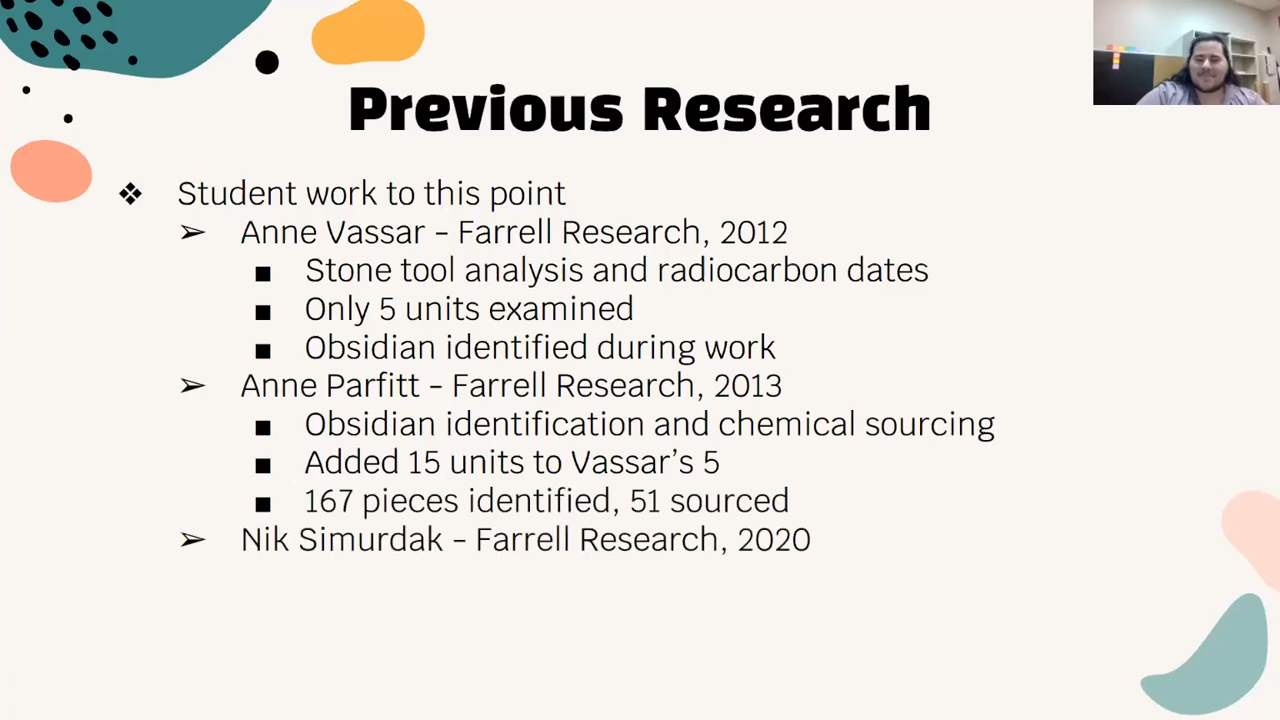 Previous Research
❖ Student work to this point
➢ Anne Vassar – Farrell Research, 2012
■ Stone tool analysis and radiocarbon dates
■ Only 5 units examined
■ Obsidian identified during work
➢ Anne Parfitt – Farrell Research, 2013
■ Obsidian identification and chemical sourcing
■ Added 15 units to Vassar’s 5
■ 167 pieces identified, 51 sourced
➢ Nik Simurdak – Farrell Research, 2020